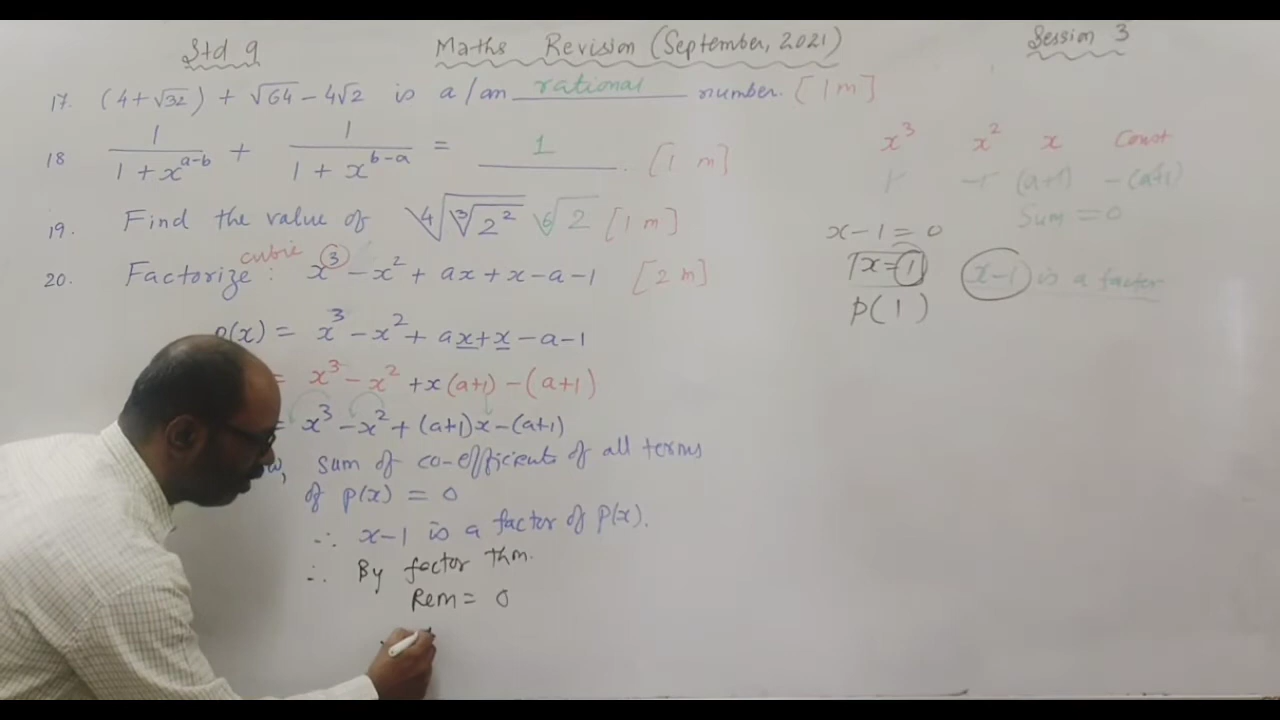 Std 9 Maths Revision (September, 2021) Session 3
17. (4+√32) + √64 - 4√2 is a/an rational number. [1m]
18 1/(1 + x^(a-b)) + 1/(1 + x^(b-a)) = 1. [1 m]
19. Find the value of ⁴√(³√(2²)) ⁶√2 [1 m]
cubic
20. Factorize : x³ - x² + ax + x - a - 1 [2 m]
p(x) = x³ - x² + ax + x - a - 1
= x³ - x² + x(a+1) - (a+1)
= x³ - x² + (a+1)x - (a+1)
sum of co-efficients of all terms
of p(x) = 0
∴ x-1 is a factor of p(x).
∴ By factor thm.
Rem = 0
x³ x² x Const
(a+1) -(a+1)
Sum = 0
x-1 = 0
x=1
x-1 is a factor
p(1)